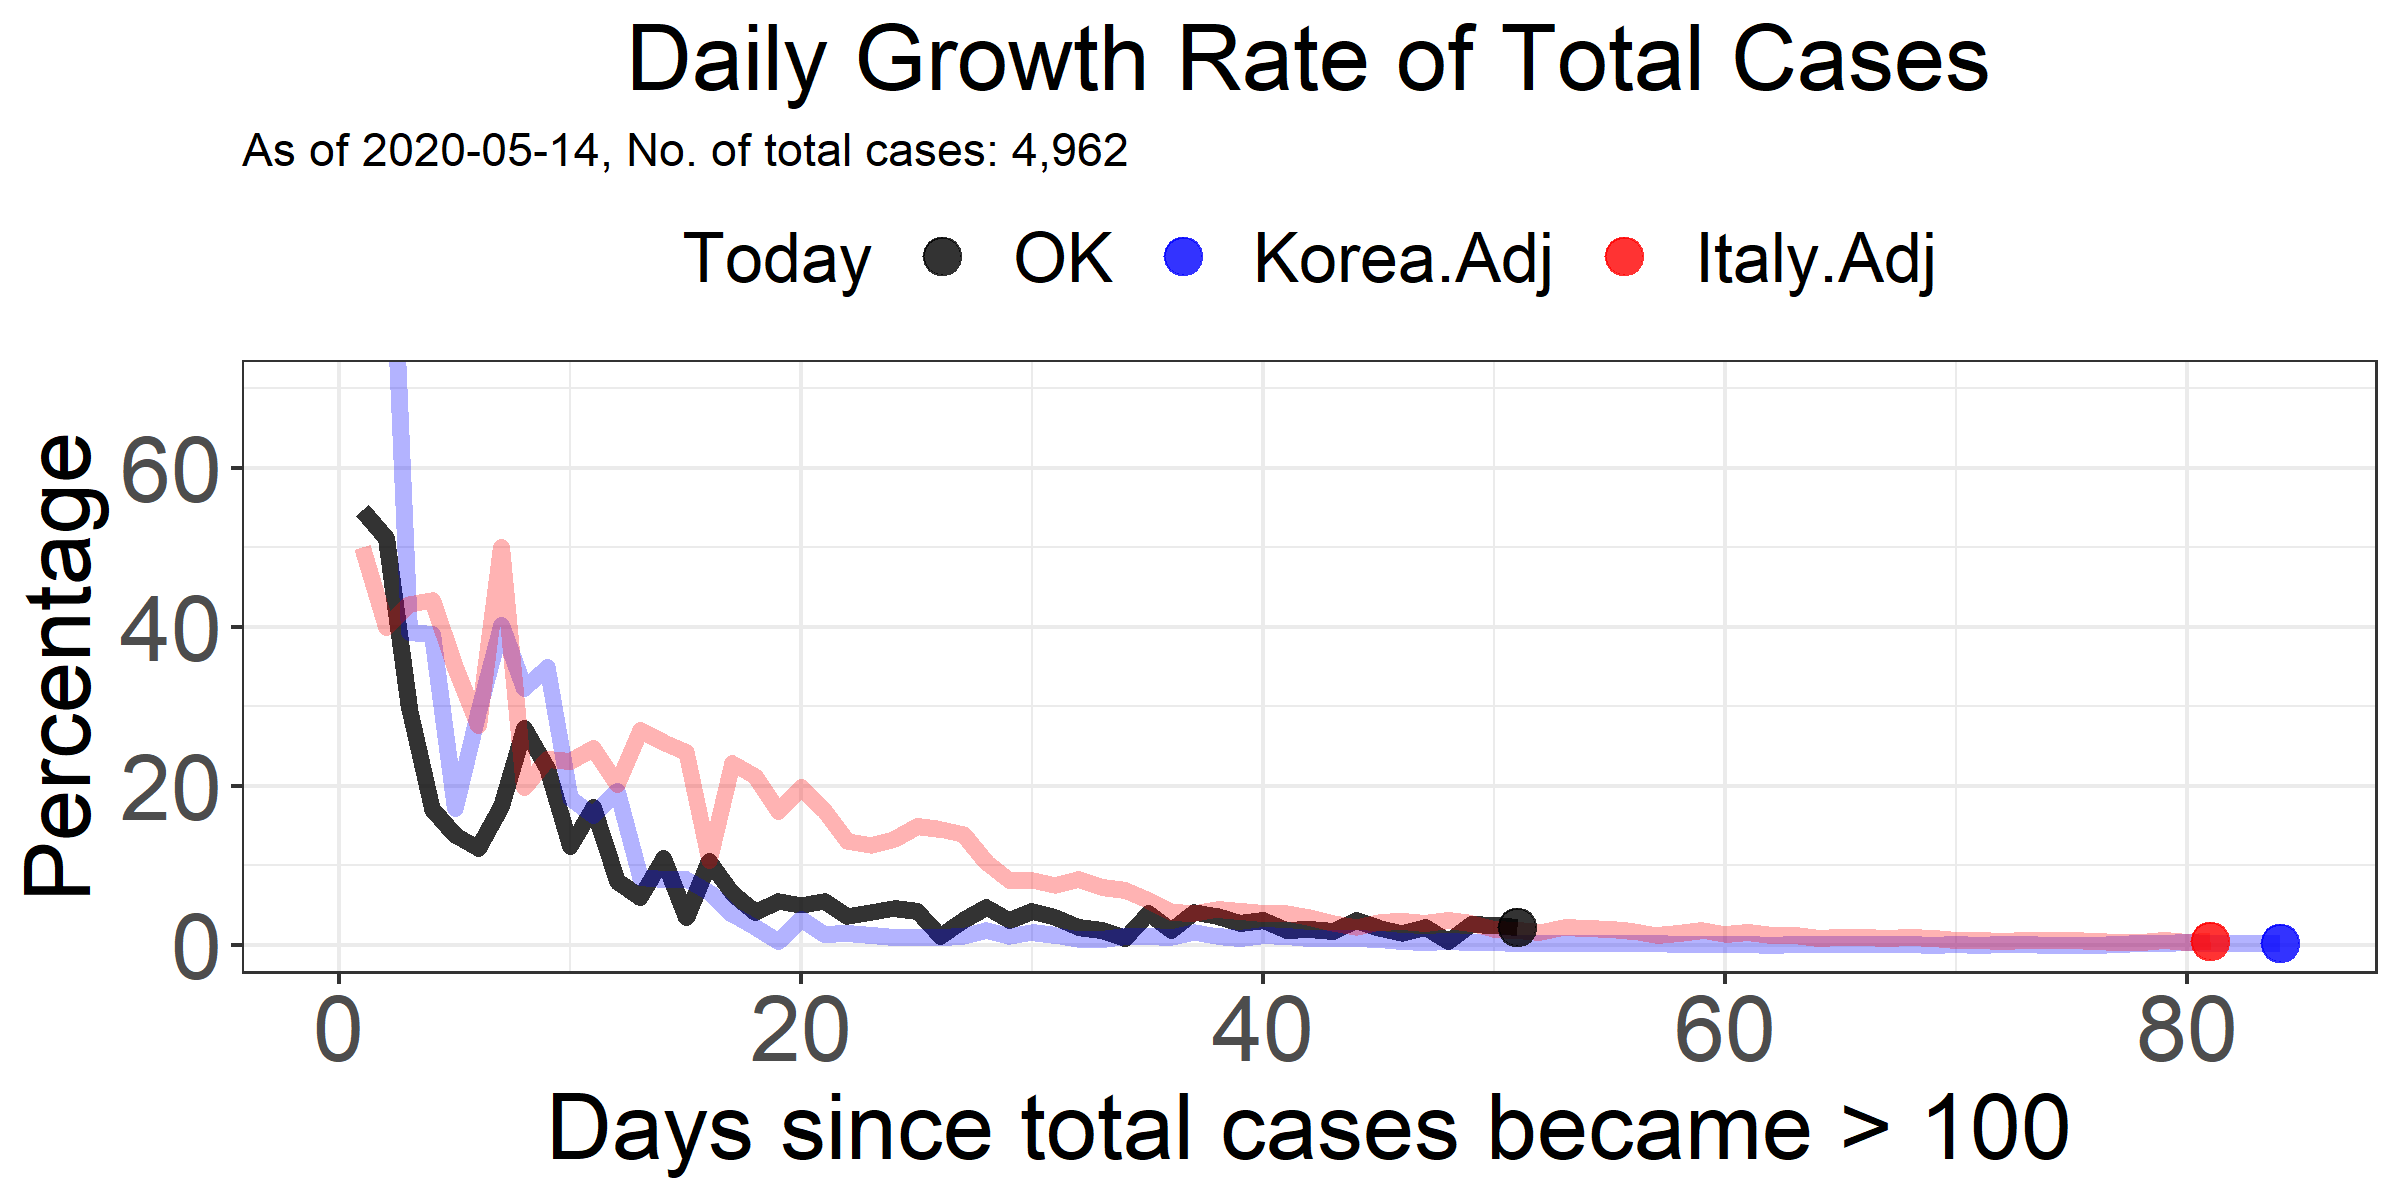 Daily Growth Rate of Total Cases
As of 2020-05-14, No. of total cases: 4,962
Today OK Korea.Adj Italy.Adj
Percentage
60
40
20
0
0 20 40 60 80
Days since total cases became > 100